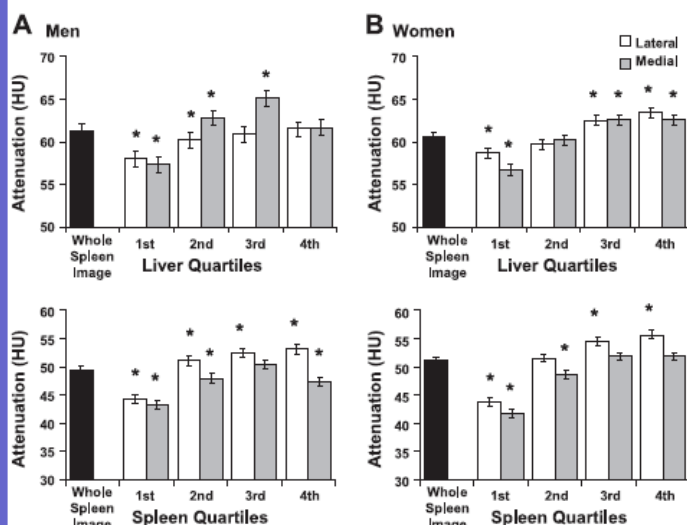 A Men
70
65
60
55
50
Attenuation (HU)
* * * * *
Whole
Spleen
Image
1st 2nd 3rd 4th
Liver Quartiles
B Women
Lateral
Medial
70
65
60
55
50
Attenuation (HU)
* * * * * *
Whole
Spleen
Image
1st 2nd 3rd 4th
Liver Quartiles
60
55
50
45
40
35
30
Attenuation (HU)
* * * * * * *
Whole
Spleen
Image
1st 2nd 3rd 4th
Spleen Quartiles
60
55
50
45
40
35
30
Attenuation (HU)
* * * * *
Whole
Spleen
Image
1st 2nd 3rd 4th
Spleen Quartiles